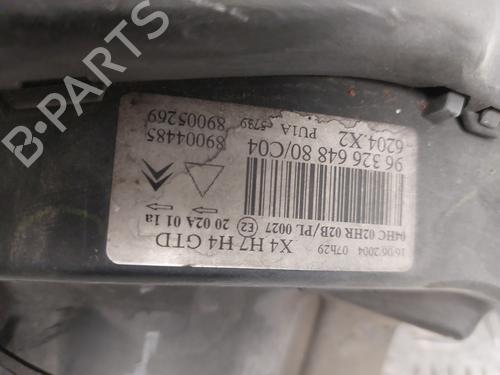 B-PARTS
16/06/2004 07h29
X4 H7 H4 GTD
04HC 02HR 02B/PL 0027 E2 20 02A 01 1a
96 326 648 80/C04
89004485
6204.X2
PU1A 5739
89005269